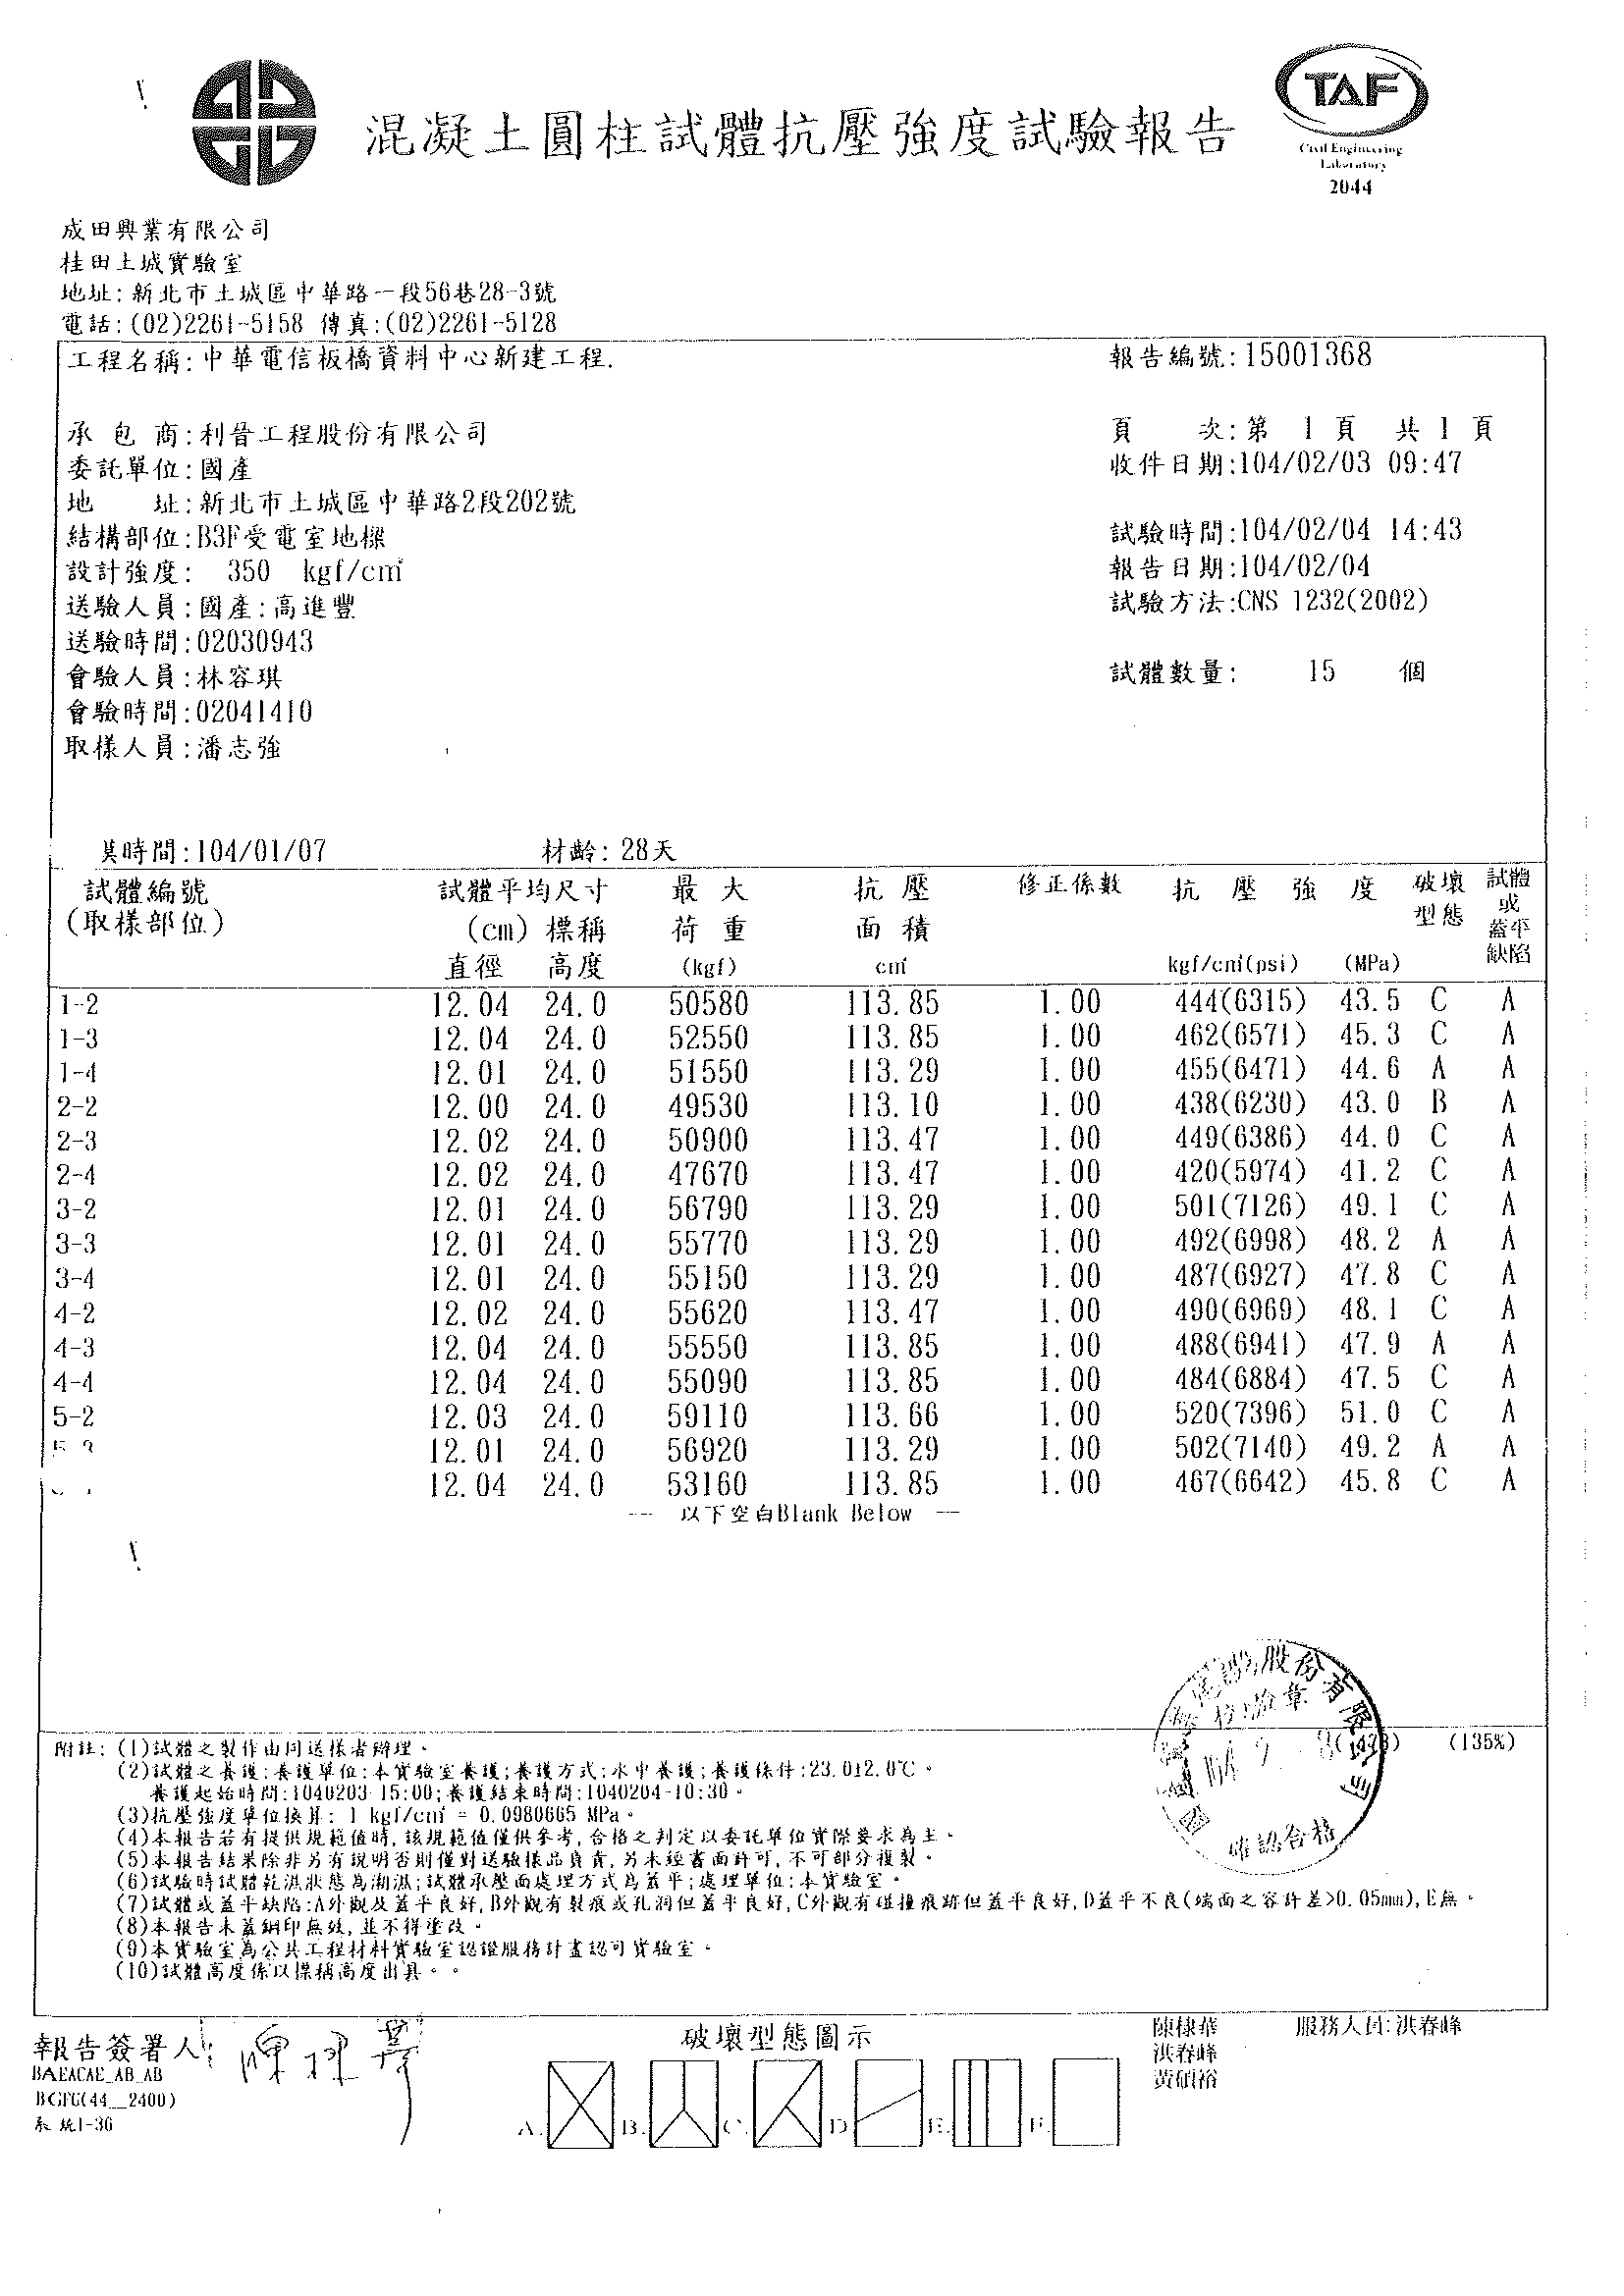 混凝土圓柱試體抗壓強度試驗報告
TAF
Civil Engineering
Laboratory
2044
成田興業有限公司
桂田土城實驗室
地址:新北市土城區中華路一段56巷28-3號
電話:(02)2261-5158 傳真:(02)2261-5128
工程名稱:中華電信板橋資料中心新建工程. 報告編號:15001368
承 包 商:利晉工程股份有限公司 頁 次:第 1 頁 共 1 頁
委託單位:國產 收件日期:104/02/03 09:47
地 址:新北市土城區中華路2段202號
結構部位:B3F受電室地樑 試驗時間:104/02/04 14:43
設計強度: 350 kgf/c㎡ 報告日期:104/02/04
送驗人員:國產:高進豐 試驗方法:CNS 1232(2002)
送驗時間:02030943
會驗人員:林容琪 試體數量: 15 個
會驗時間:02041410
取樣人員:潘志強
時間:104/01/07 材齡: 28天
試體編號 試體平均尺寸 最 大 抗 壓 修正係數 抗 壓 強 度 破壞 試體
(取樣部位) (cm) 標稱 荷 重 面 積 型態 或
蓋平
直徑 高度 (kgf) c㎡ kgf/c㎡(psi) (MPa) 缺陷
1-2 12.04 24.0 50580 113.85 1.00 444(6315) 43.5 C A
1-3 12.04 24.0 52550 113.85 1.00 462(6571) 45.3 C A
1-4 12.01 24.0 51550 113.29 1.00 455(6471) 44.6 A A
2-2 12.00 24.0 49530 113.10 1.00 438(6230) 43.0 B A
2-3 12.02 24.0 50900 113.47 1.00 449(6386) 44.0 C A
2-4 12.02 24.0 47670 113.47 1.00 420(5974) 41.2 C A
3-2 12.01 24.0 56790 113.29 1.00 501(7126) 49.1 C A
3-3 12.01 24.0 55770 113.29 1.00 492(6998) 48.2 A A
3-4 12.01 24.0 55150 113.29 1.00 487(6927) 47.8 C A
4-2 12.02 24.0 55620 113.47 1.00 490(6969) 48.1 C A
4-3 12.04 24.0 55550 113.85 1.00 488(6941) 47.9 A A
4-4 12.04 24.0 55090 113.85 1.00 484(6884) 47.5 C A
5-2 12.03 24.0 59110 113.66 1.00 520(7396) 51.0 C A
12.01 24.0 56920 113.29 1.00 502(7140) 49.2 A A
12.04 24.0 53160 113.85 1.00 467(6642) 45.8 C A
--- 以下空白Blank Below ---
股份有限
確認合格
(135%)
附註: (1)試體之製作由同送樣者辦理。
(2)試體之養護:養護單位:本實驗室養護;養護方式:水中養護;養護條件:23.0±2.0℃。
養護起始時間:1040203-15:00;養護結束時間:1040204-10:30。
(3)抗壓強度單位換算: 1 kgf/c㎡ = 0.0980665 MPa。
(4)本報告若有提供規範值時,該規範值僅供參考,合格之判定以委託單位實際要求為主。
(5)本報告結果除非另有說明否則僅對送驗樣品負責,另未經書面許可,不可部分複製。
(6)試驗時試體乾濕狀態為潮濕;試體承壓面處理方式為蓋平;處理單位:本實驗室。
(7)試體或蓋平缺陷:A外觀及蓋平良好,B外觀有裂痕或孔洞但蓋平良好,C外觀有碰撞痕跡但蓋平良好,D蓋平不良(端面之容許差>0.05mm),E無。
(8)本報告未蓋鋼印無效,並不得塗改。
(9)本實驗室為公共工程材料實驗室認證服務計畫認可實驗室。
(10)試體高度係以標稱高度出具。。
報告簽署人: 破壞型態圖示 陳棣華 服務人員:洪春峰
洪春峰
BAEACAE_AB_AB 黃碩裕
BGFG(44__2400)
系統1-36
A. B. C. D E. F.